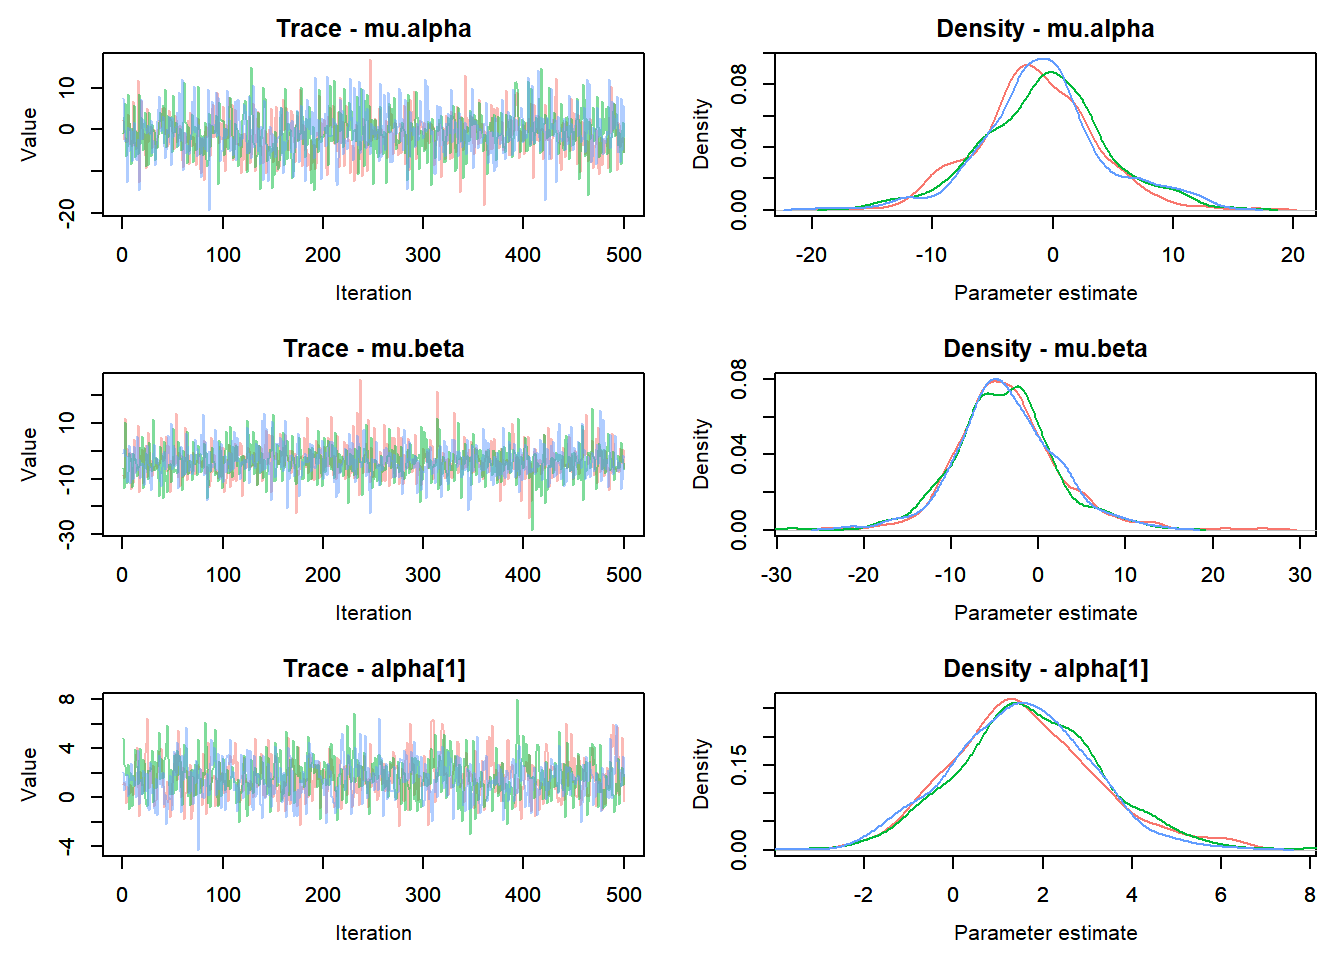 Trace - mu.alpha
Value
10
0
-20
0 100 200 300 400 500
Iteration
Density - mu.alpha
Density
0.08
0.04
0.00
-20 -10 0 10 20
Parameter estimate
Trace - mu.beta
Value
10
-10
-30
0 100 200 300 400 500
Iteration
Density - mu.beta
Density
0.08
0.04
0.00
-30 -20 -10 0 10 20 30
Parameter estimate
Trace - alpha[1]
Value
8
4
0
-4
0 100 200 300 400 500
Iteration
Density - alpha[1]
Density
0.15
0.00
-2 0 2 4 6 8
Parameter estimate